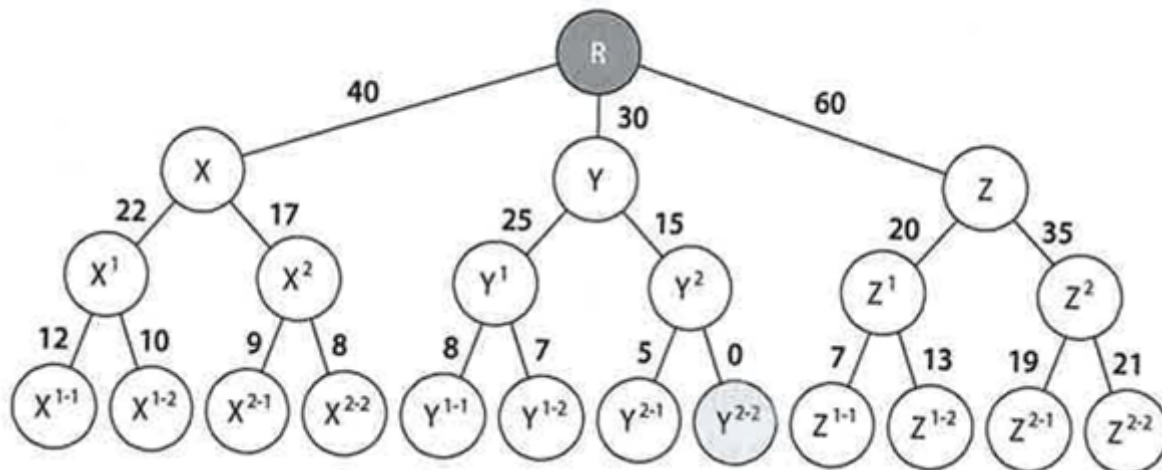 R
40 30 60
X Y Z
22 17 25 15 20 35
X¹ X² Y¹ Y² Z¹ Z²
12 10 9 8 8 7 5 0 7 13 19 21
X¹⁻¹ X¹⁻² X²⁻¹ X²⁻² Y¹⁻¹ Y¹⁻² Y²⁻¹ Y²⁻² Z¹⁻¹ Z¹⁻² Z²⁻¹ Z²⁻²